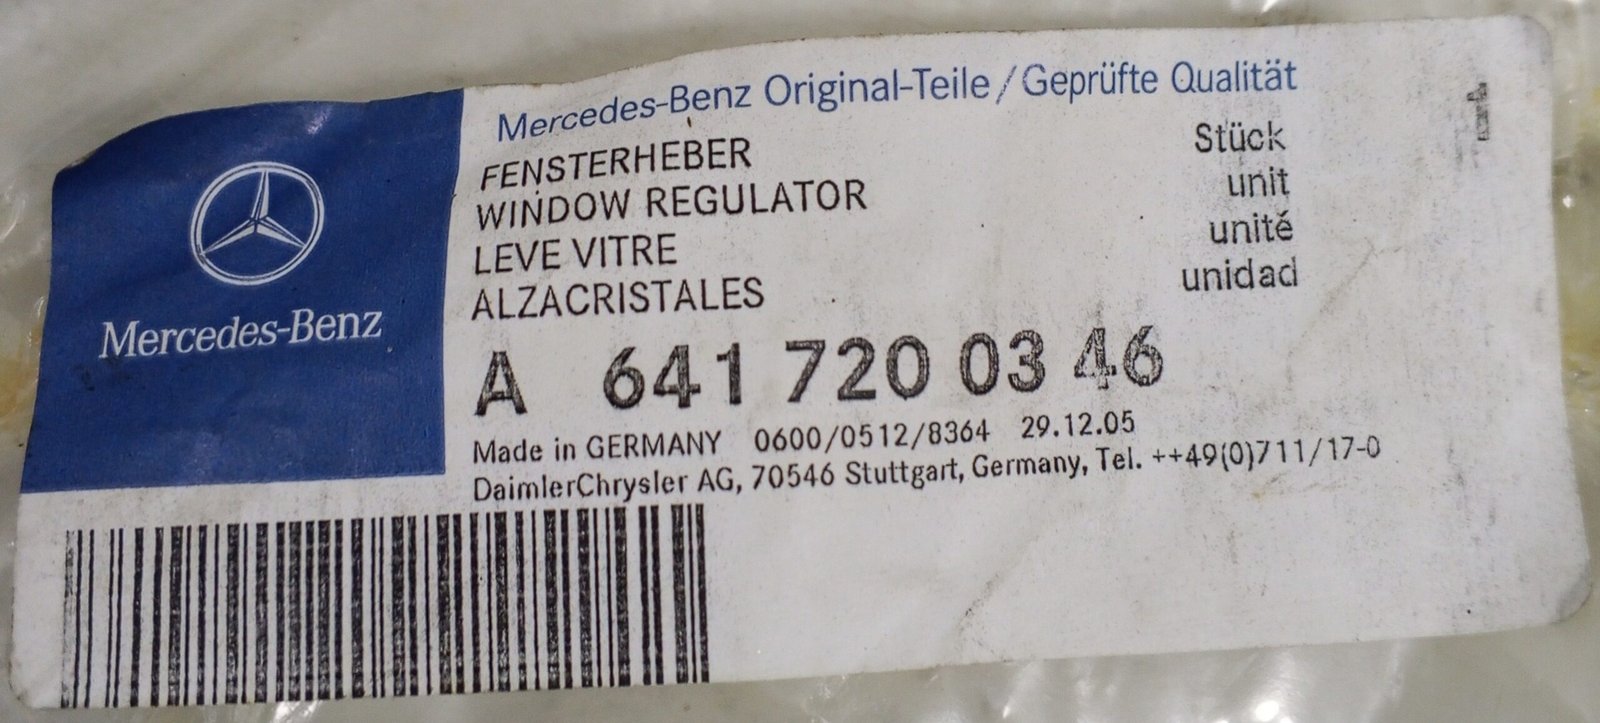 Mercedes-Benz
Mercedes-Benz Original-Teile / Geprüfte Qualität
FENSTERHEBER Stück 1
WINDOW REGULATOR unit
LEVE VITRE unité
ALZACRISTALES unidad
A 641 720 03 46
Made in GERMANY 0600/0512/8364 29.12.05
DaimlerChrysler AG, 70546 Stuttgart, Germany, Tel. ++49(0)711/17-0